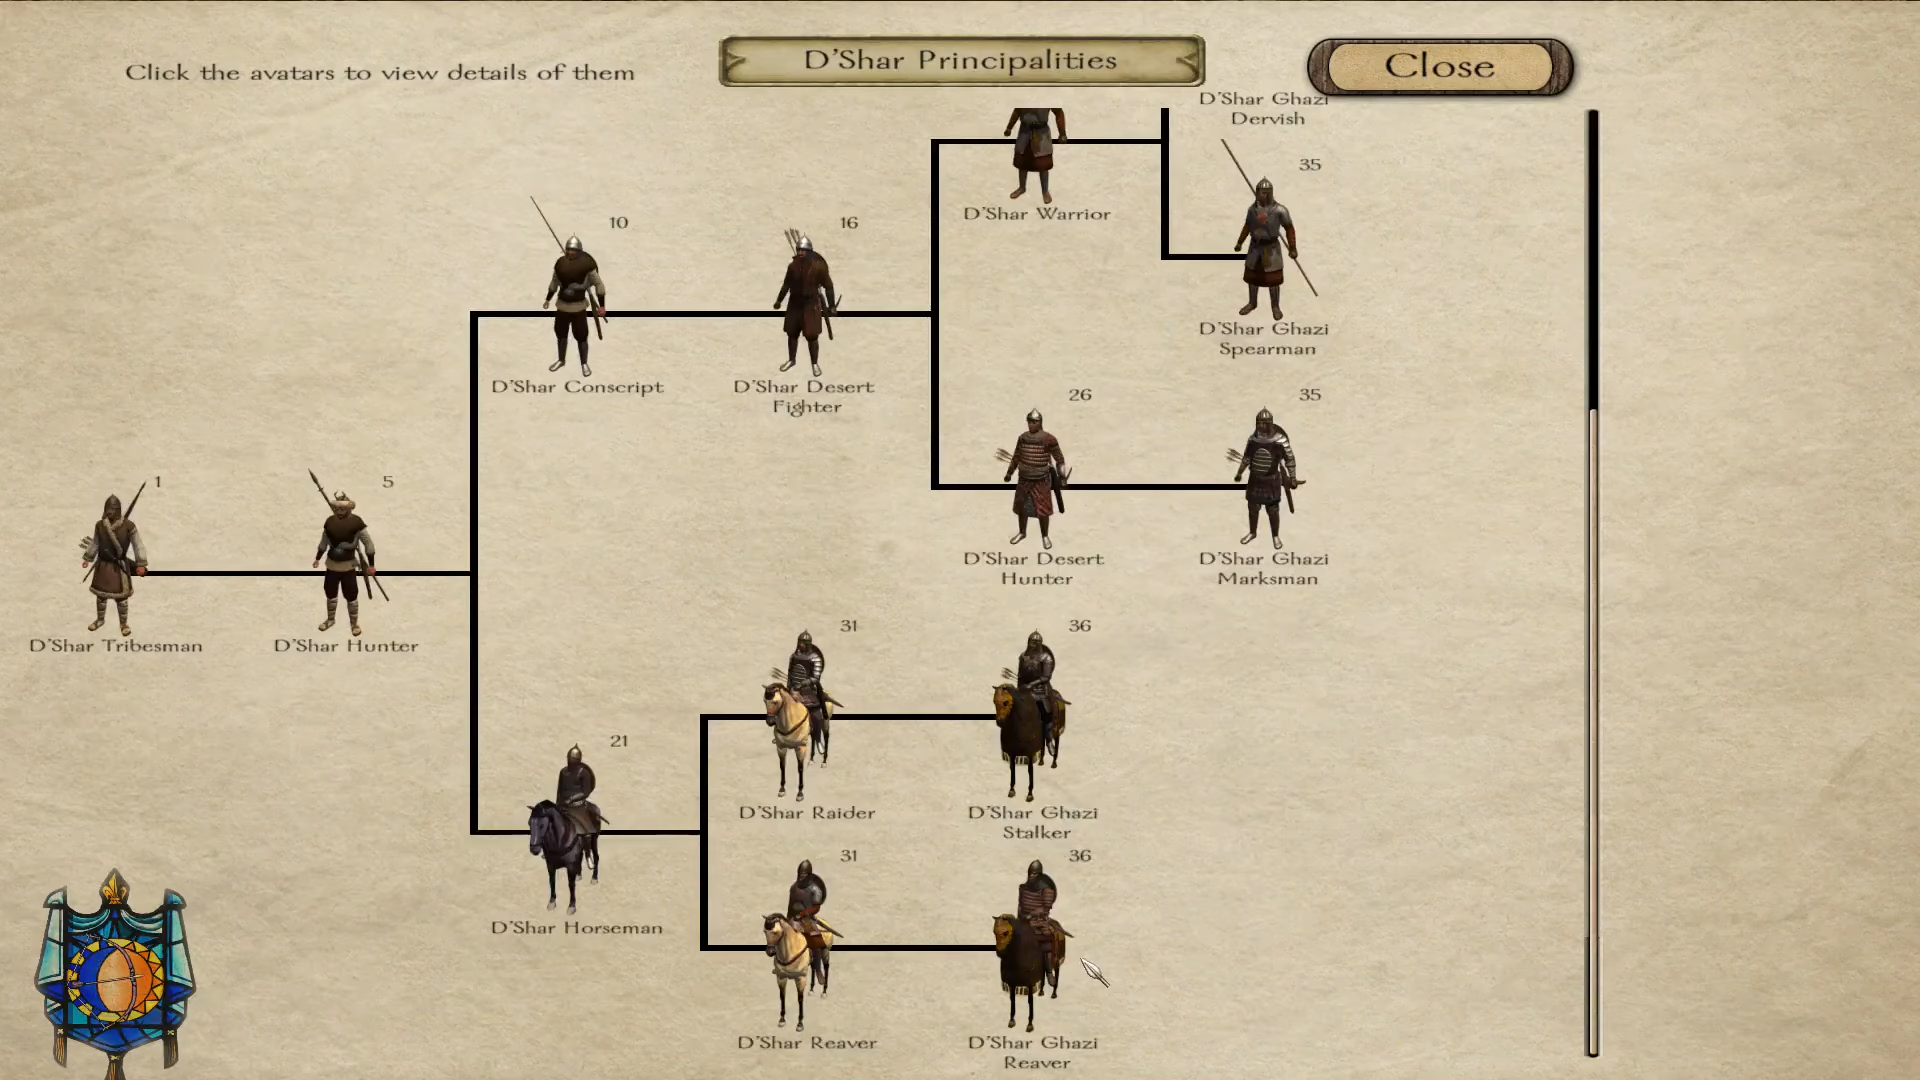 Click the avatars to view details of them
D'Shar Principalities
Close
D'Shar Ghazi
Dervish
35
D'Shar Warrior
10
16
D'Shar Ghazi
Spearman
D'Shar Conscript
D'Shar Desert
Fighter
26
35
1
5
D'Shar Desert
Hunter
D'Shar Ghazi
Marksman
D'Shar Tribesman
D'Shar Hunter
31
36
21
D'Shar Raider
D'Shar Ghazi
Stalker
31
36
D'Shar Horseman
D'Shar Reaver
D'Shar Ghazi
Reaver